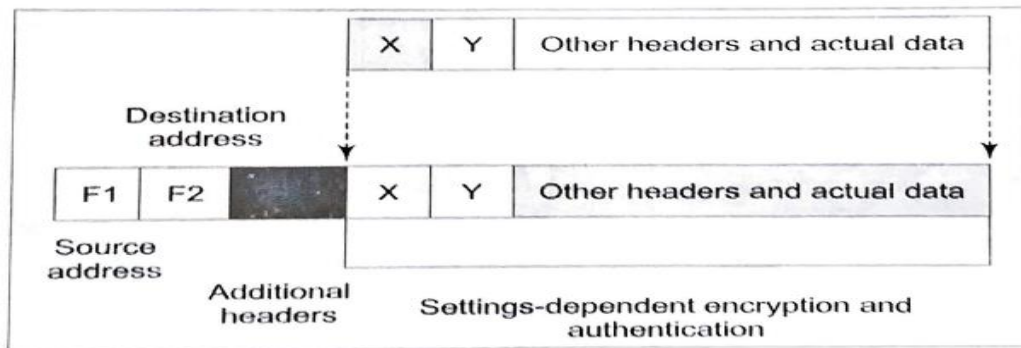 X Y Other headers and actual data
Destination
address
F1 F2 X Y Other headers and actual data
Source
address
Additional
headers
Settings-dependent encryption and
authentication